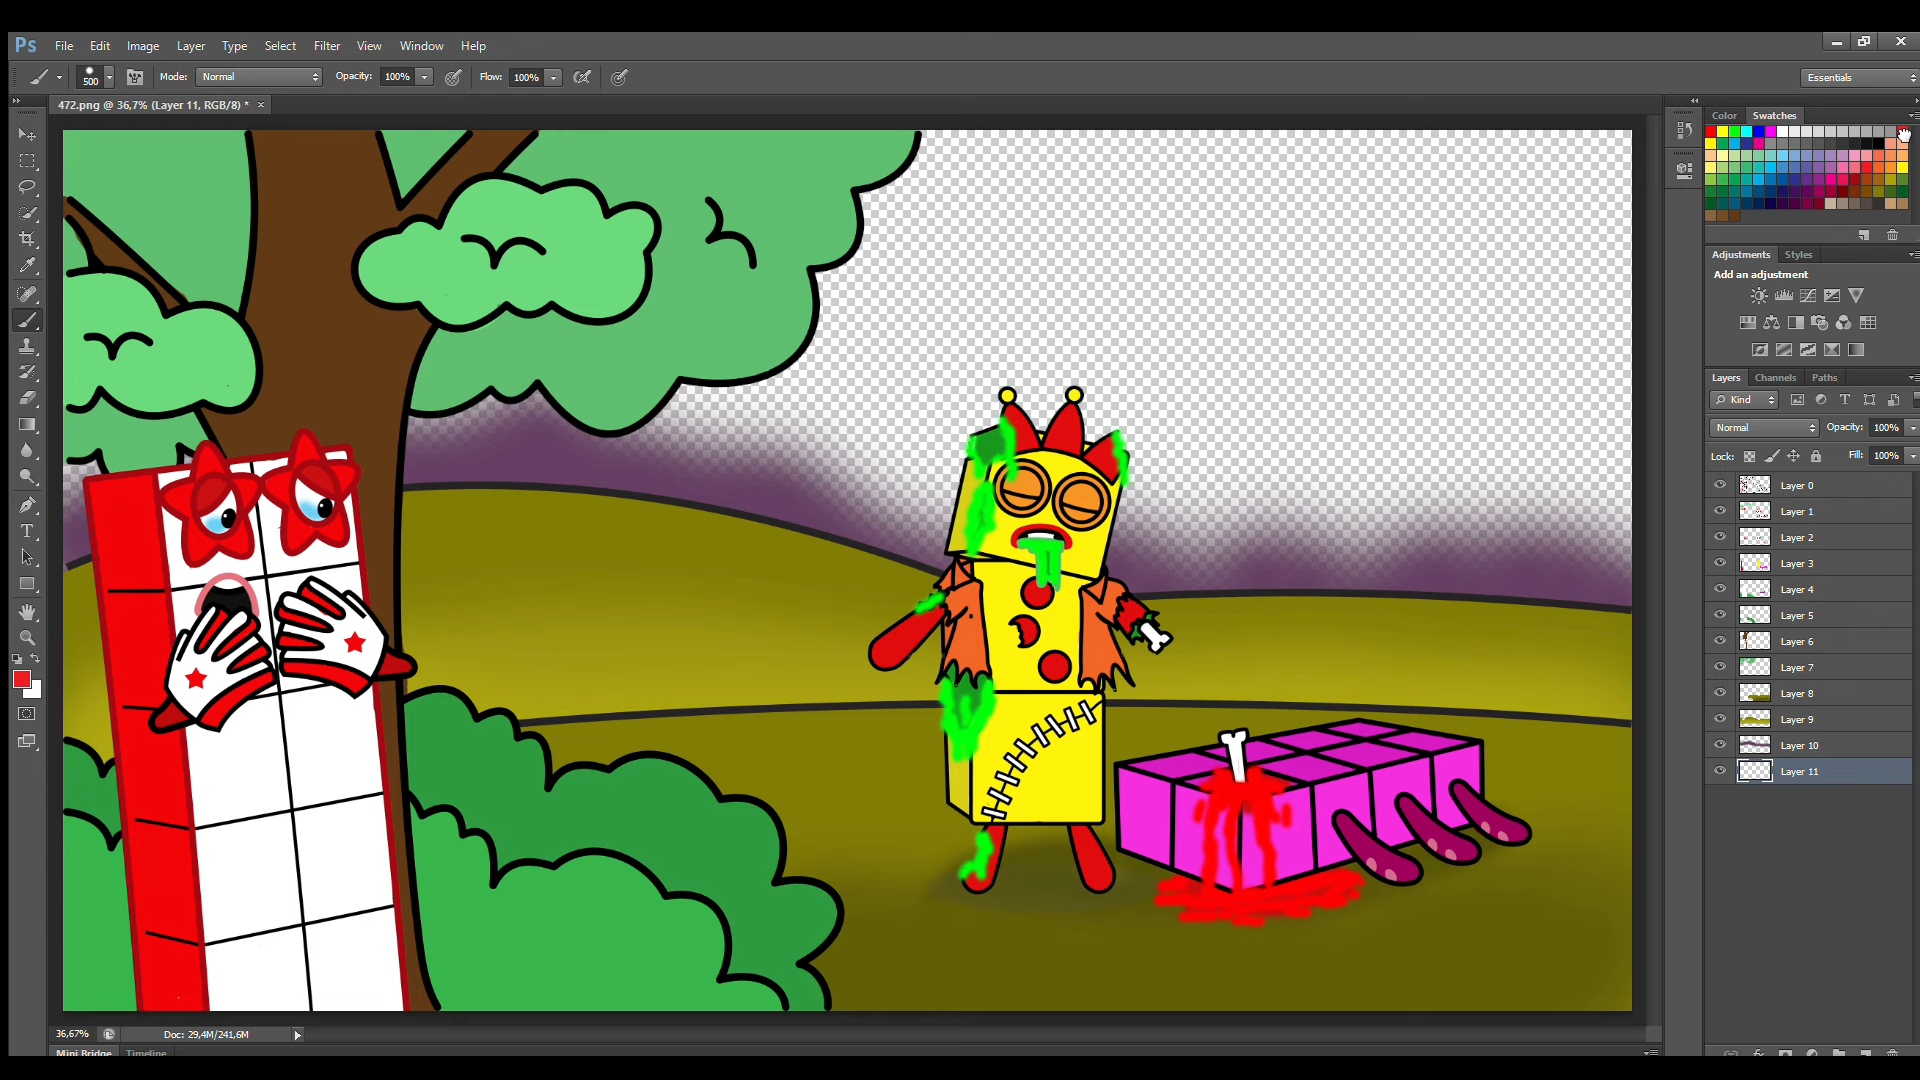 Ps File Edit Image Layer Type Select Filter View Window Help
500 Mode: Normal Opacity: 100% Flow: 100% Essentials
472.png @ 36,7% (Layer 11, RGB/8) *
Color Swatches
Adjustments Styles
Add an adjustment
Layers Channels Paths
Kind
Normal Opacity: 100%
Lock: Fill: 100%
Layer 0
Layer 1
Layer 2
Layer 3
Layer 4
Layer 5
Layer 6
Layer 7
Layer 8
Layer 9
Layer 10
Layer 11
36,67% Doc: 29,4M/241,6M
Mini Bridge Timeline